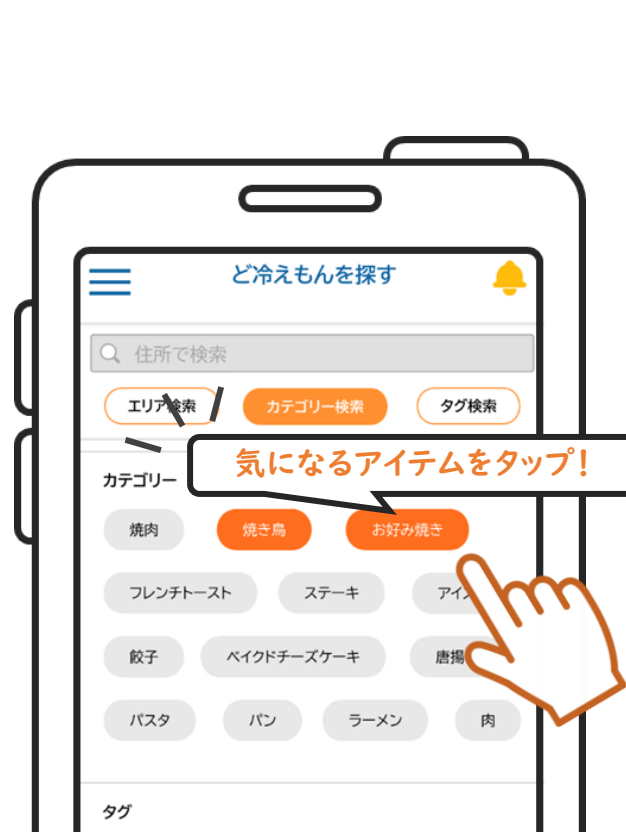 ど冷えもんを探す
住所で検索
エリア検索 カテゴリー検索 タグ検索
気になるアイテムをタップ!
カテゴリー
焼肉 焼き鳥 お好み焼き
フレンチトースト ステーキ アイ
餃子 ベイクドチーズケーキ 唐揚
パスタ パン ラーメン 肉
タグ